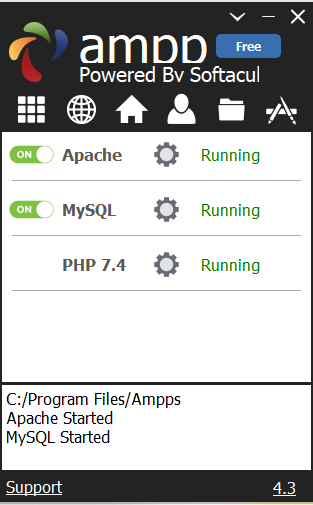 ampp
Free
Powered By Softacul
ON Apache Running
ON MySQL Running
PHP 7.4 Running
C:/Program Files/Ampps
Apache Started
MySQL Started
Support 4.3